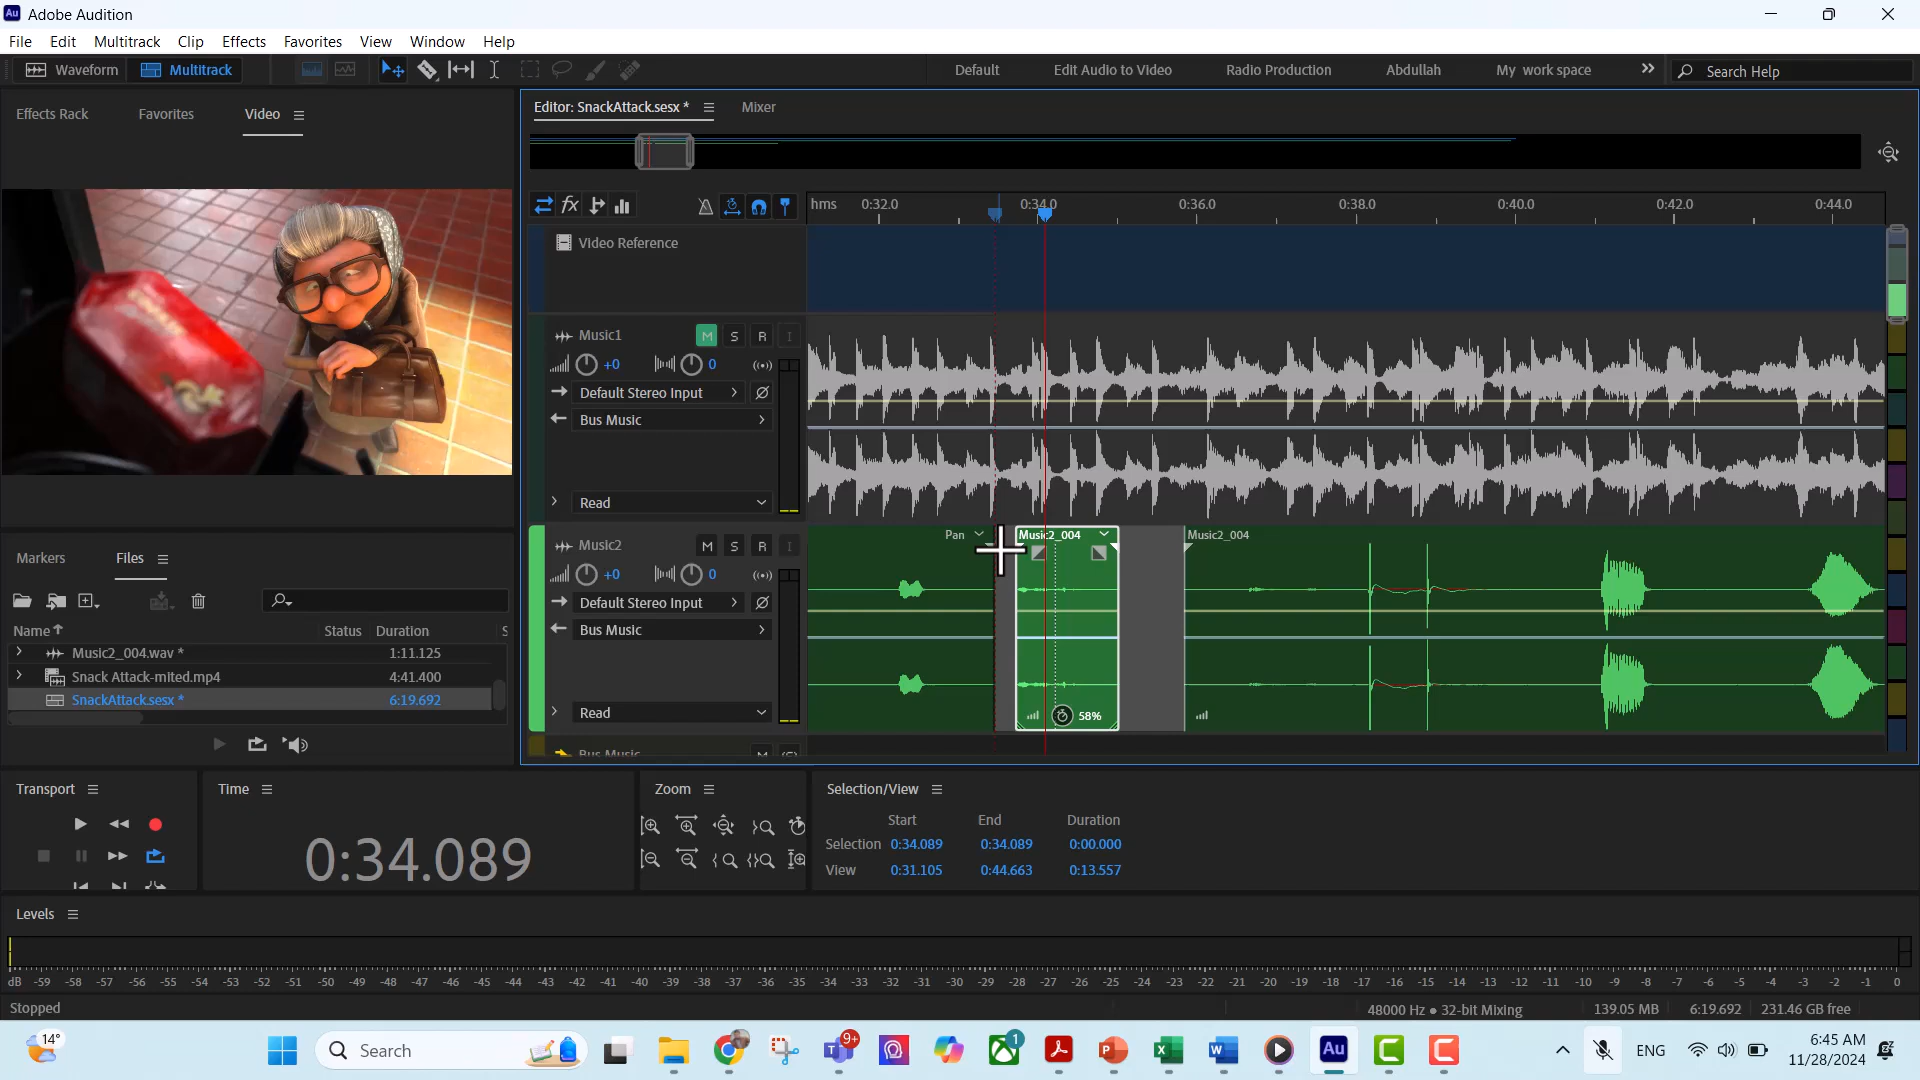 Adobe Audition
File Edit Multitrack Clip Effects Favorites View Window Help
Waveform Multitrack Default Edit Audio to Video Radio Production Abdullah My work space Search Help
Effects Rack Favorites Video
Editor: SnackAttack.sesx * Mixer
hms 0:32.0 0:34.0 0:36.0 0:38.0 0:40.0 0:42.0 0:44.0
fx
Video Reference
Music1 M S R I
+0 0
Default Stereo Input
Bus Music
Read
Pan Music2_004 Music2_004
Music2 M S R I
+0 0
Default Stereo Input
Bus Music
Read
58%
Bus Music M (S)
Markers Files
Name Status Duration S
Music2_004.wav * 1:11.125
Snack Attack-mited.mp4 4:41.400
SnackAttack.sesx * 6:19.692
Transport Time Zoom Selection/View
0:34.089
Start End Duration
Selection 0:34.089 0:34.089 0:00.000
View 0:31.105 0:44.663 0:13.557
Levels
dB -59 -58 -57 -56 -55 -54 -53 -52 -51 -50 -49 -48 -47 -46 -45 -44 -43 -42 -41 -40 -39 -38 -37 -36 -35 -34 -33 -32 -31 -30 -29 -28 -27 -26 -25 -24 -23 -22 -21 -20 -19 -18 -17 -16 -15 -14 -13 -12 -11 -10 -9 -8 -7 -6 -5 -4 -3 -2 -1 0
Stopped 48000 Hz ● 32-bit Mixing 139.05 MB 6:19.692 231.46 GB free
14° Search 9+ 1 Au ENG 6:45 AM
11/28/2024